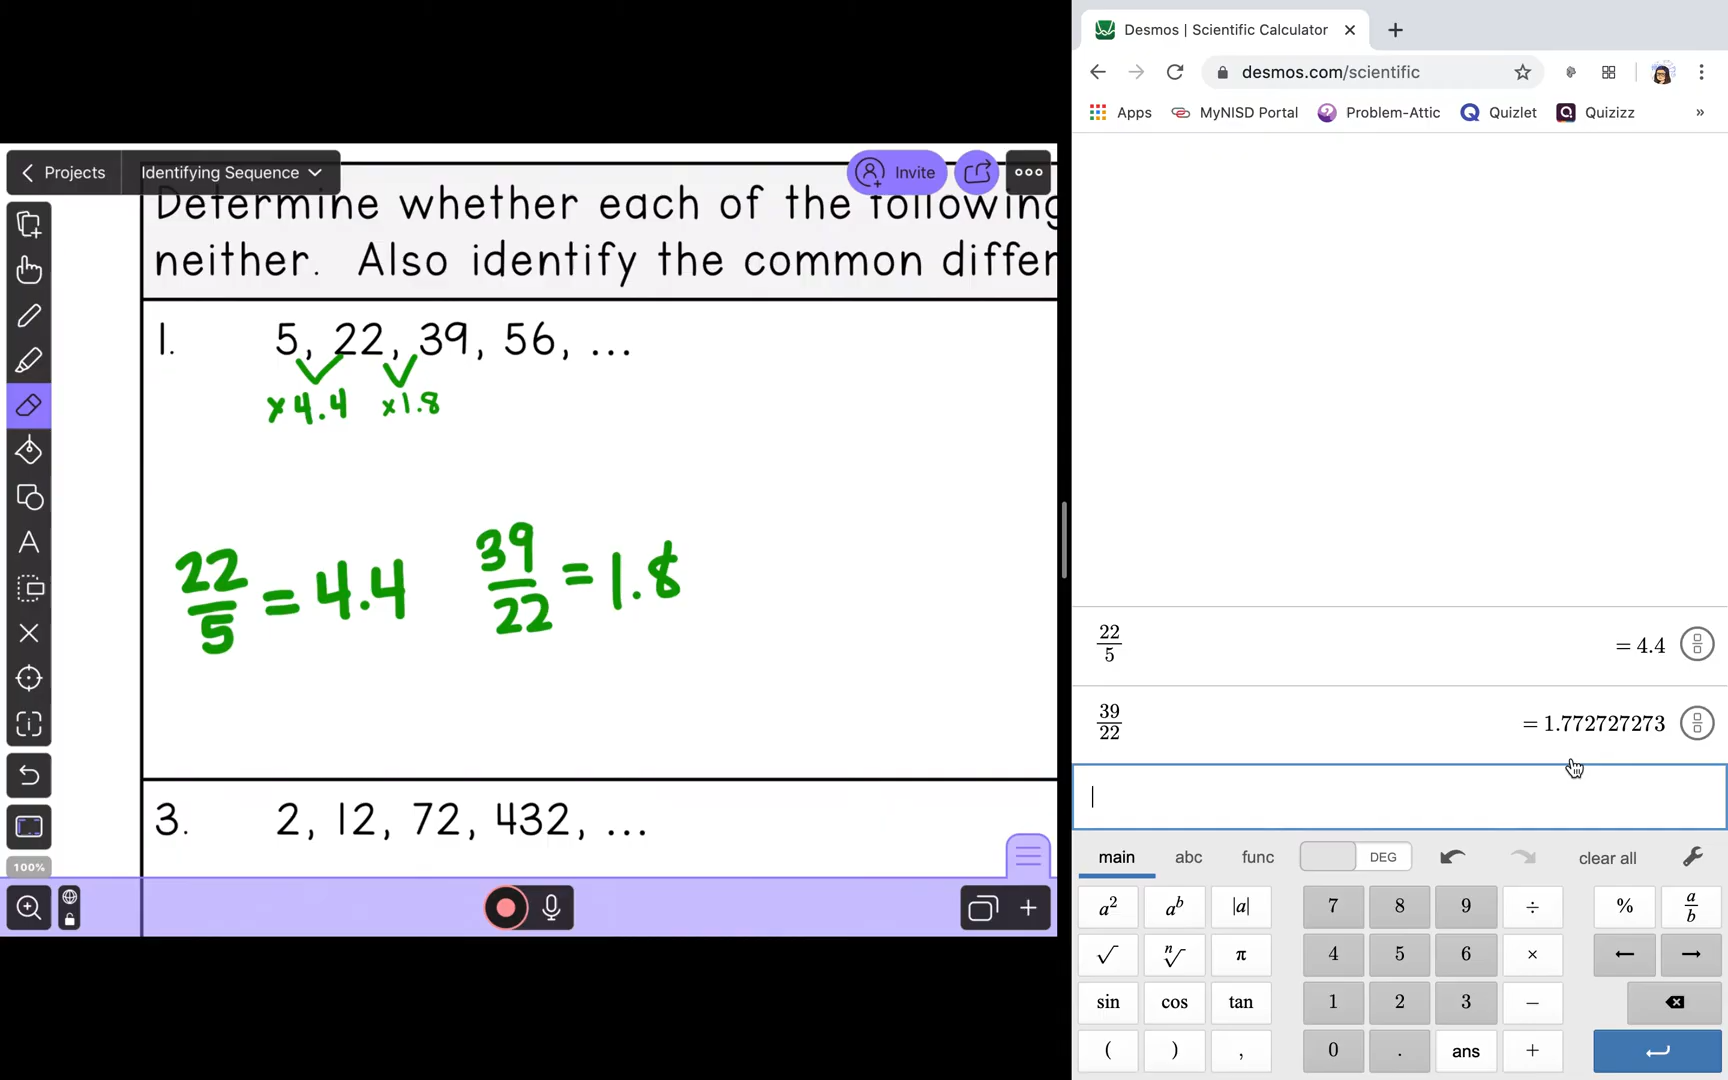 Projects
Identifying Sequence
Invite
Determine whether each of the following
neither. Also identify the common differ
1. 5, 22, 39, 56, ...
×4.4 ×1.8
22/5 = 4.4 39/22 = 1.8
3. 2, 12, 72, 432, ...
A
100%
Desmos | Scientific Calculator
desmos.com/scientific
Apps MyNISD Portal Problem-Attic Quizlet Quizizz »
22/5 = 4.4
39/22 = 1.772727273
main abc func DEG clear all
a² aᵇ |a| 7 8 9 ÷ % a/b
√ ⁿ√ π 4 5 6 × ← →
sin cos tan 1 2 3 −
( ) , 0 . ans +